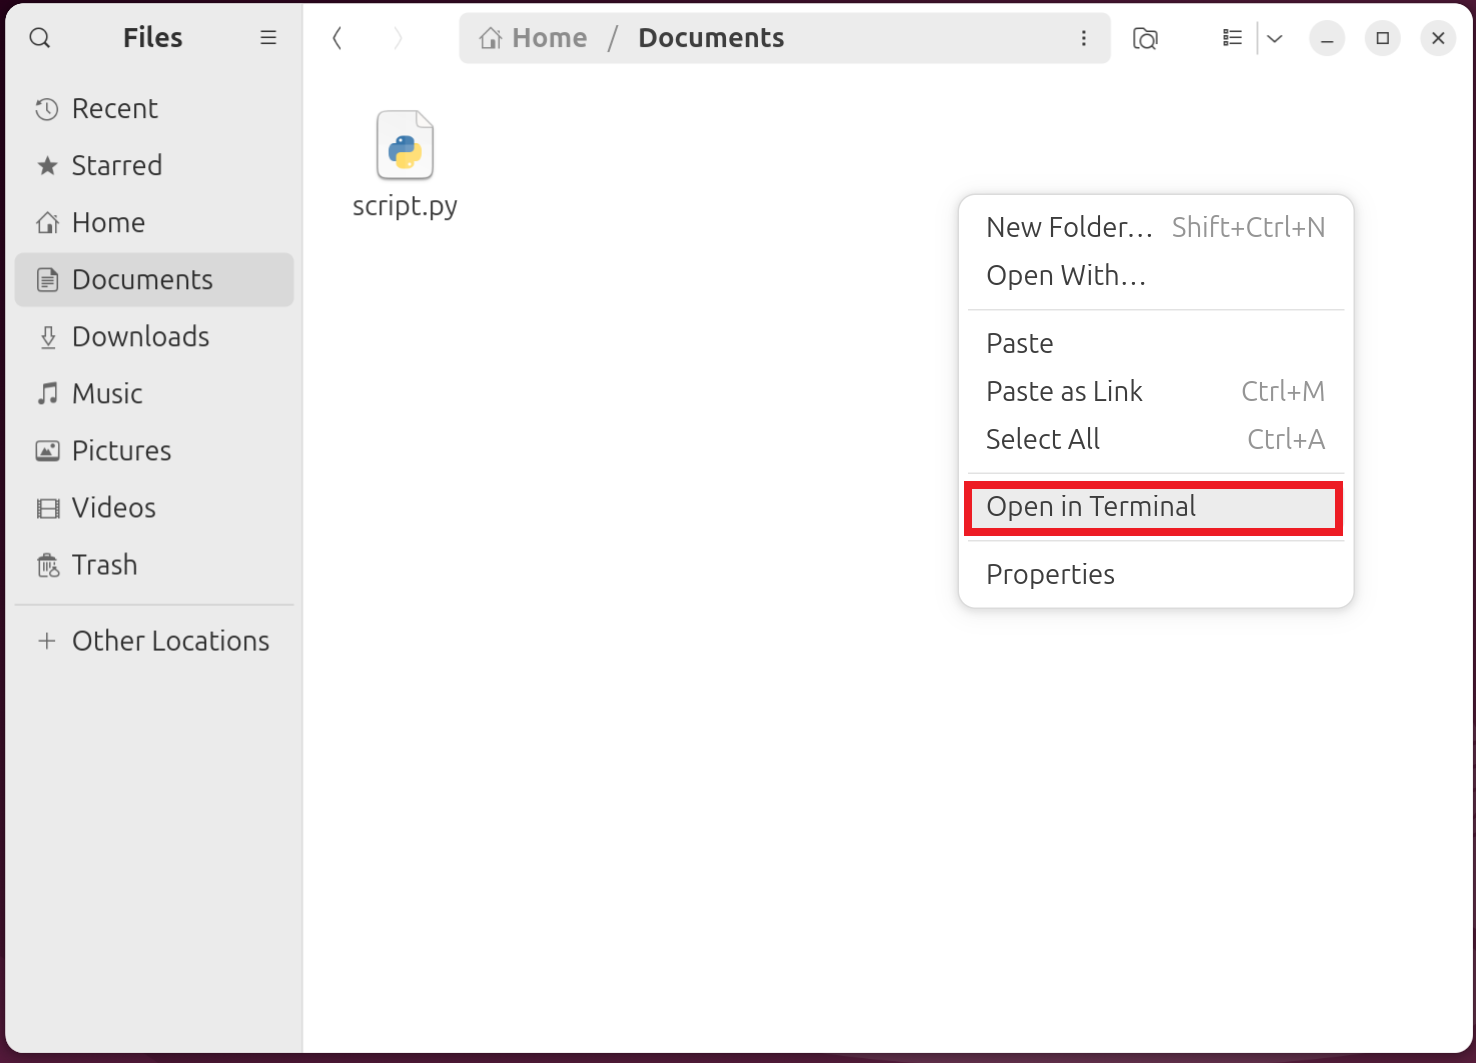 Files
Home / Documents
Recent
Starred
Home
Documents
Downloads
Music
Pictures
Videos
Trash
Other Locations
script.py
New Folder... Shift+Ctrl+N
Open With...
Paste
Paste as Link Ctrl+M
Select All Ctrl+A
Open in Terminal
Properties